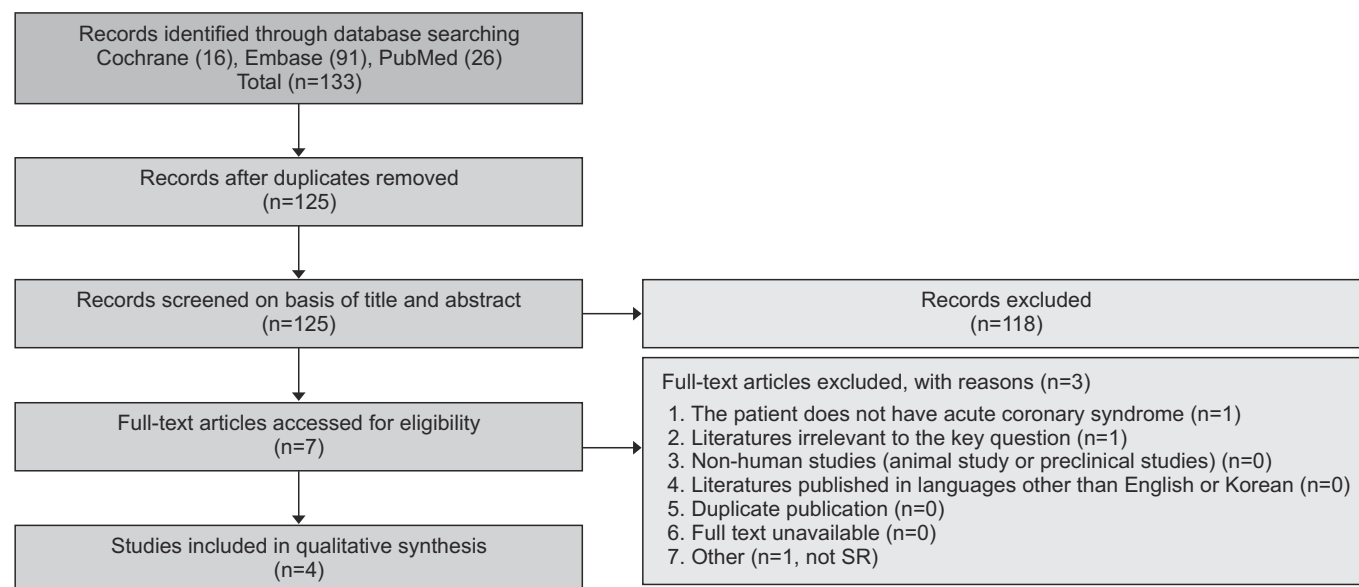 Records identified through database searching
Cochrane (16), Embase (91), PubMed (26)
Total (n=133)
Records after duplicates removed
(n=125)
Records screened on basis of title and abstract
(n=125)
Records excluded
(n=118)
Full-text articles accessed for eligibility
(n=7)
Full-text articles excluded, with reasons (n=3)
1. The patient does not have acute coronary syndrome (n=1)
2. Literatures irrelevant to the key question (n=1)
3. Non-human studies (animal study or preclinical studies) (n=0)
4. Literatures published in languages other than English or Korean (n=0)
5. Duplicate publication (n=0)
6. Full text unavailable (n=0)
7. Other (n=1, not SR)
Studies included in qualitative synthesis
(n=4)